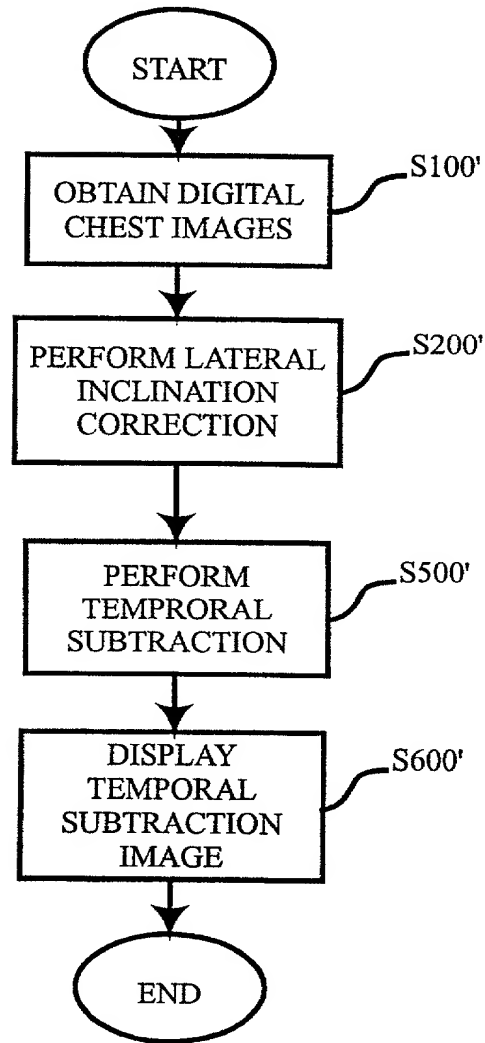 START
S100'
OBTAIN DIGITAL
CHEST IMAGES
S200'
PERFORM LATERAL
INCLINATION
CORRECTION
S500'
PERFORM
TEMPRORAL
SUBTRACTION
S600'
DISPLAY
TEMPORAL
SUBTRACTION
IMAGE
END